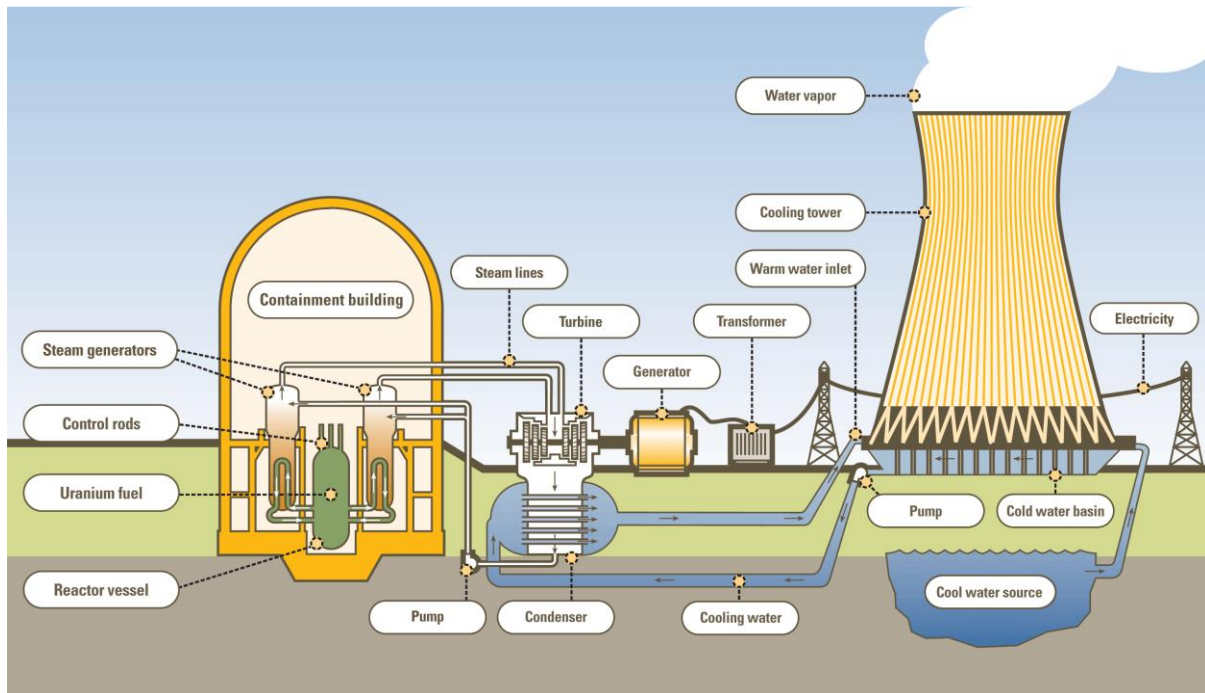 Water vapor
Cooling tower
Steam lines
Warm water inlet
Containment building
Turbine
Transformer
Electricity
Steam generators
Generator
Control rods
Uranium fuel
Pump
Cold water basin
Reactor vessel
Cool water source
Pump
Condenser
Cooling water